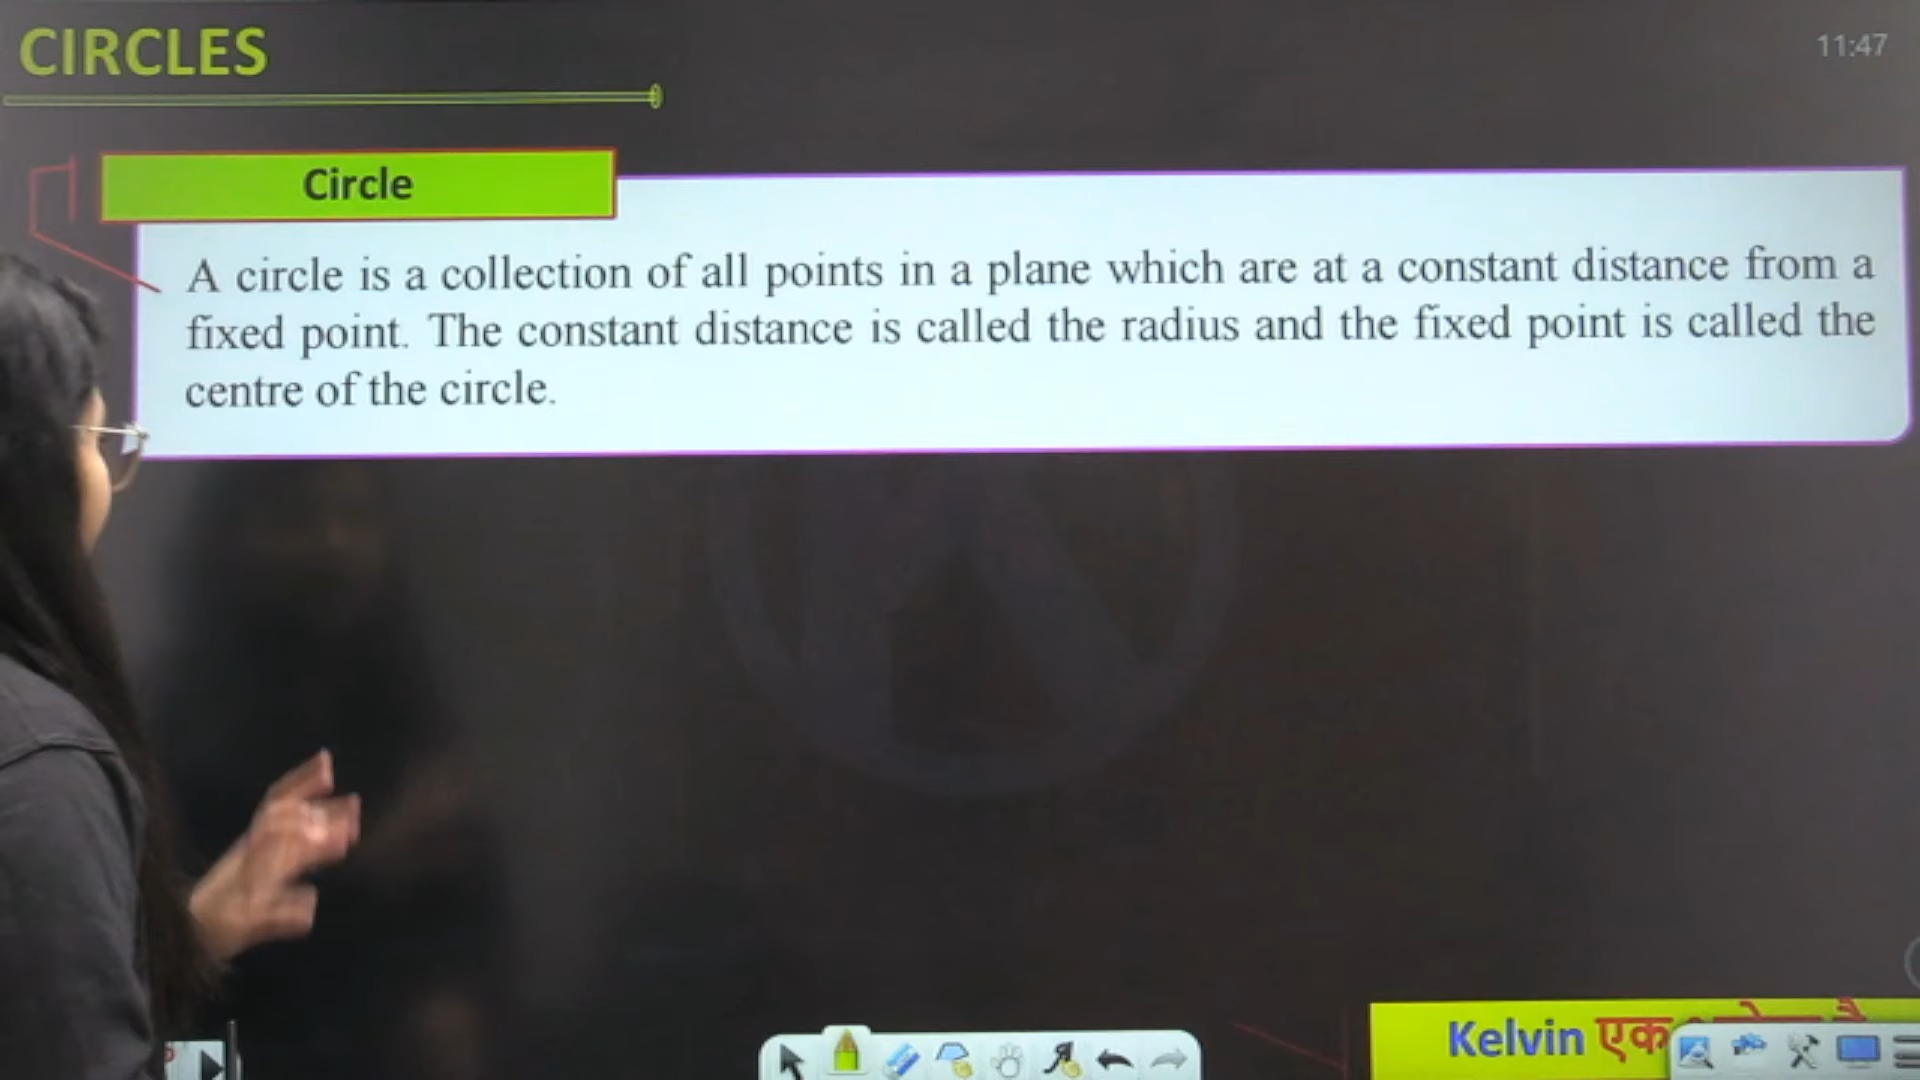 CIRCLES
11:47
Circle
A circle is a collection of all points in a plane which are at a constant distance from a
fixed point. The constant distance is called the radius and the fixed point is called the
centre of the circle.
Kelvin एक